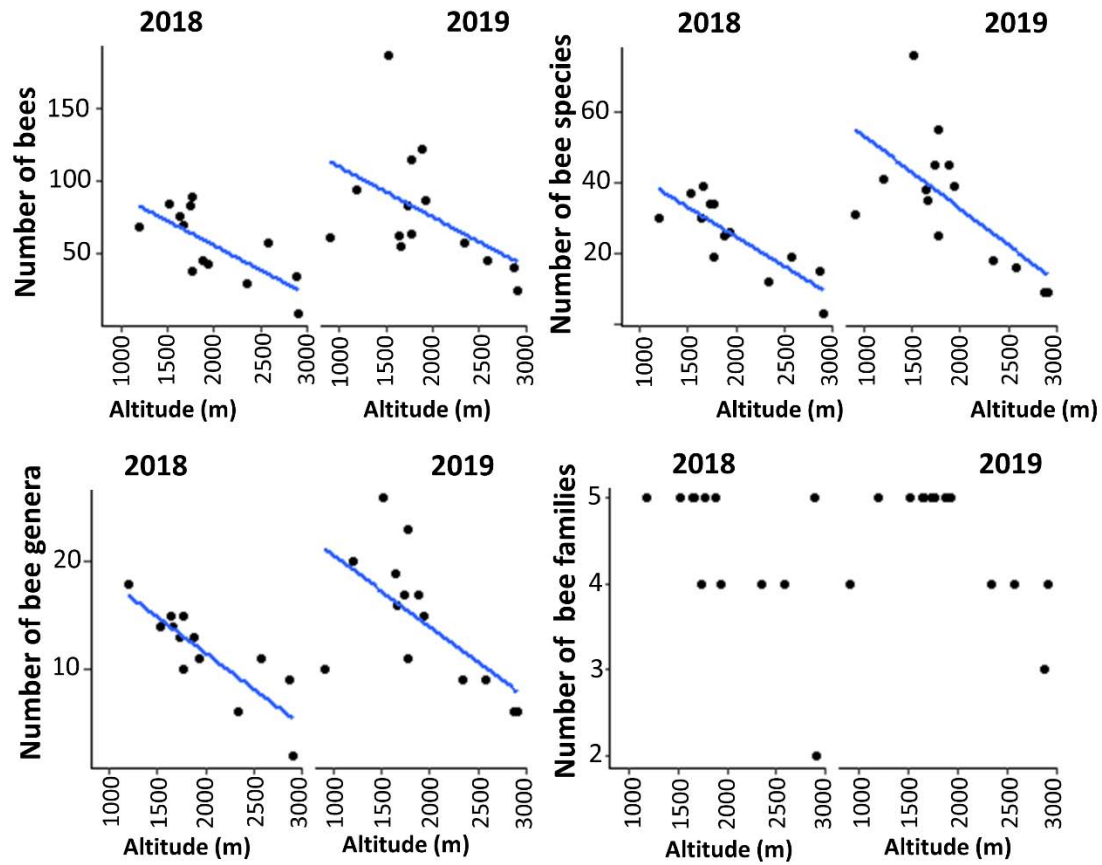 2018 2019
Number of bees
150
100
50
1000 1500 2000 2500 3000 1000 1500 2000 2500 3000
Altitude (m) Altitude (m)
2018 2019
Number of bee species
60
40
20
1000 1500 2000 2500 3000 1000 1500 2000 2500 3000
Altitude (m) Altitude (m)
2018 2019
Number of bee genera
20
10
1000 1500 2000 2500 3000 1000 1500 2000 2500 3000
Altitude (m) Altitude (m)
2018 2019
Number of bee families
5
4
3
2
1000 1500 2000 2500 3000 1000 1500 2000 2500 3000
Altitude (m) Altitude (m)